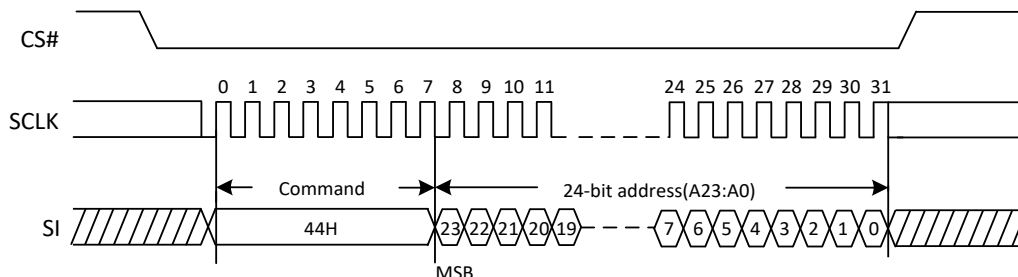 CS#
0 1 2 3 4 5 6 7 8 9 10 11 24 25 26 27 28 29 30 31
SCLK
Command 24-bit address(A23:A0)
SI 44H 23 22 21 20 19 7 6 5 4 3 2 1 0
MSB